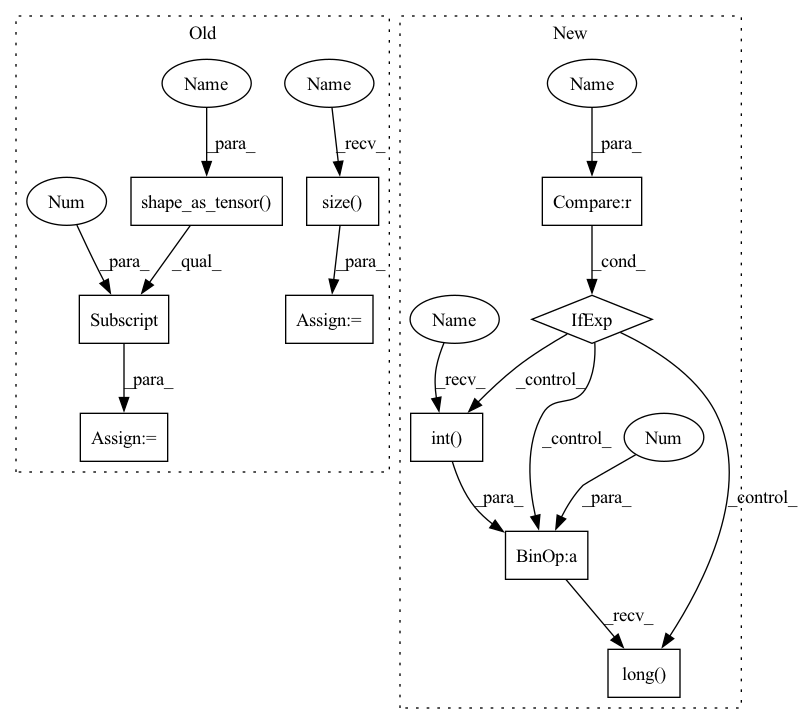 Old
New
Name
Name
Name
_para_
_recv_
_para_
Num
shape_as_tensor()
size()
Compare:r
_para_
_qual_
_para_
_cond_
Subscript
Assign:=
Name
IfExp
_para_
_recv_
_control_
Assign:=
int()
_control_
Num
_para_
_para_
_control_
BinOp:a
_recv_
long()